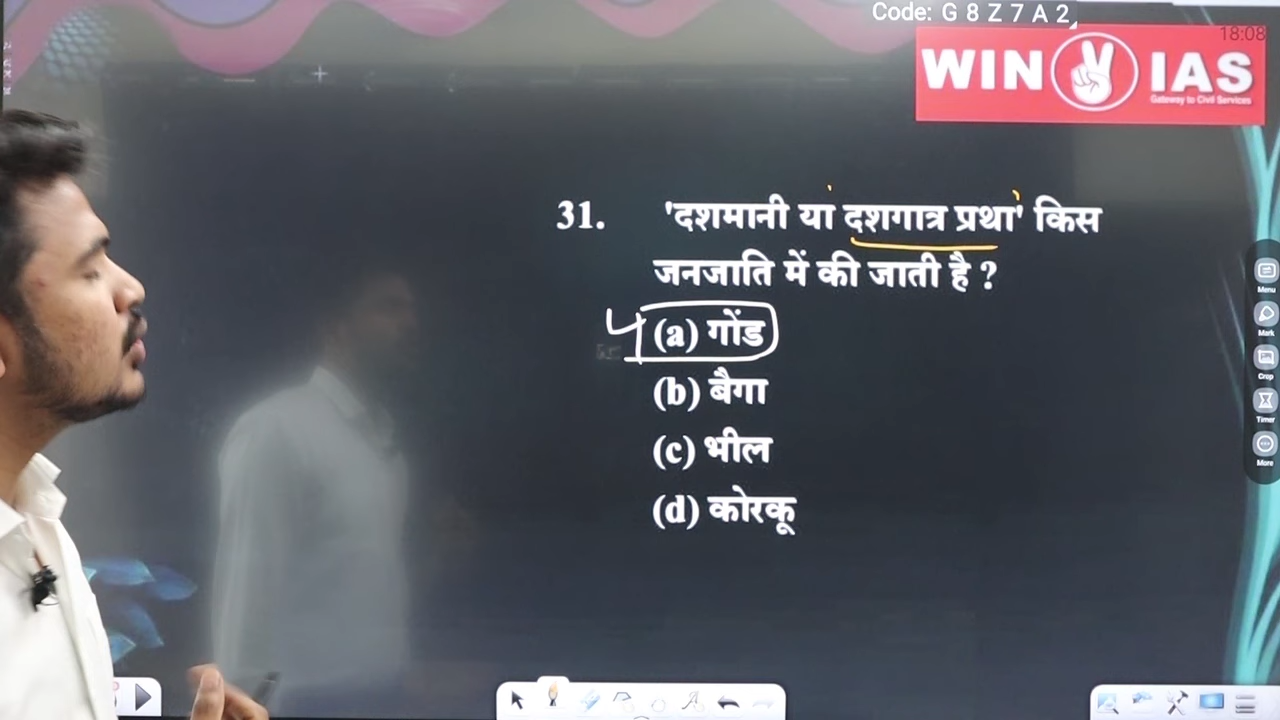 Code: G 8 Z 7 A 2
18:08
WIN IAS
Gateway to Civil Services
31. 'दशमानी या दशगात्र प्रथा' किस
जनजाति में की जाती है ?
(a) गोंड
(b) बैगा
(c) भील
(d) कोरकू
Menu
Mark
Crop
Timer
More